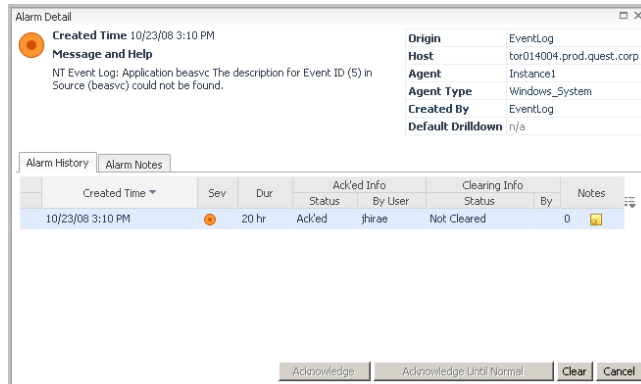 Alarm Detail
Created Time 10/23/08 3:10 PM
Message and Help
NT Event Log: Application beasvc The description for Event ID (5) in
Source (beasvc) could not be found.
Origin EventLog
Host tor014004.prod.quest.corp
Agent Instance1
Agent Type Windows_System
Created By EventLog
Default Drilldown n/a
Alarm History Alarm Notes
Created Time Sev Dur Ack'ed Info Clearing Info Notes
Status By User Status By
10/23/08 3:10 PM 20 hr Ack'ed jhirae Not Cleared 0
Acknowledge Acknowledge Until Normal Clear Cancel